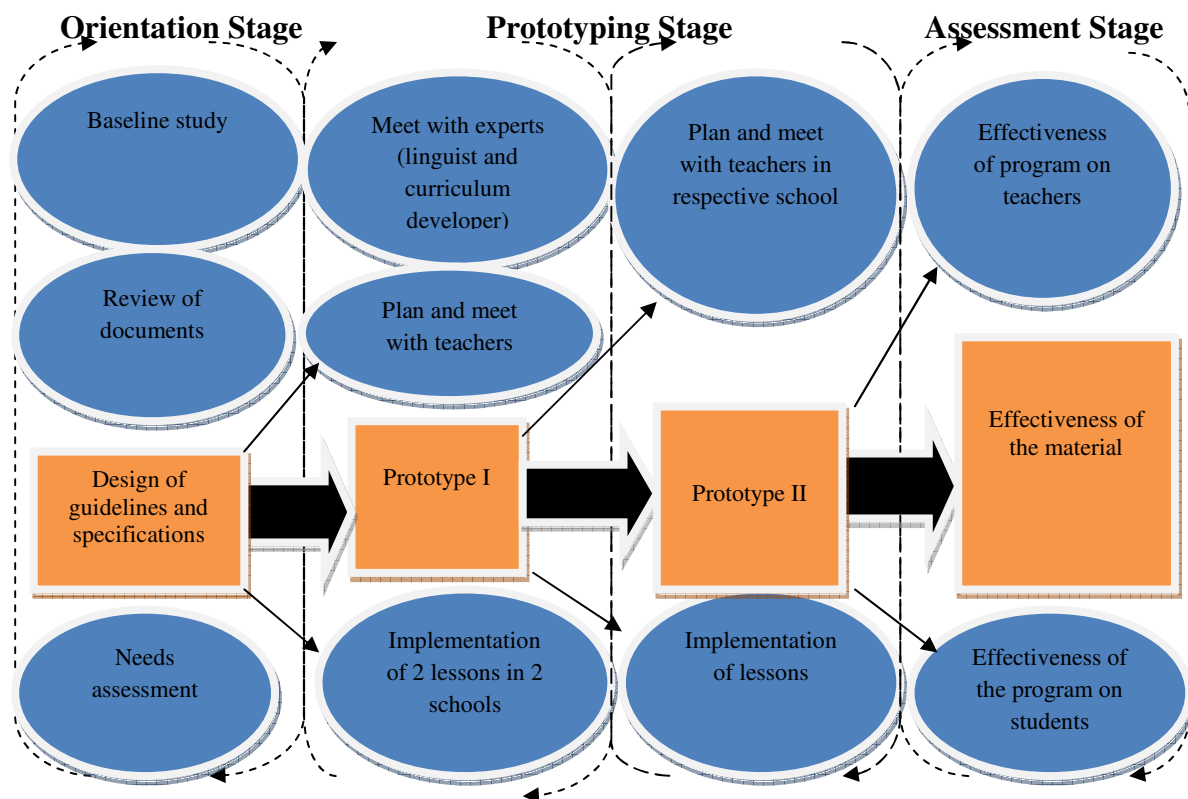 Orientation Stage
Prototyping Stage
Assessment Stage
Baseline study
Meet with experts
(linguist and
curriculum
developer)
Plan and meet
with teachers in
respective school
Effectiveness
of program on
teachers
Review of
documents
Plan and meet
with teachers
Design of
guidelines and
specifications
Prototype I
Prototype II
Effectiveness of
the material
Needs
assessment
Implementation
of 2 lessons in 2
schools
Implementation
of lessons
Effectiveness of
the program on
students